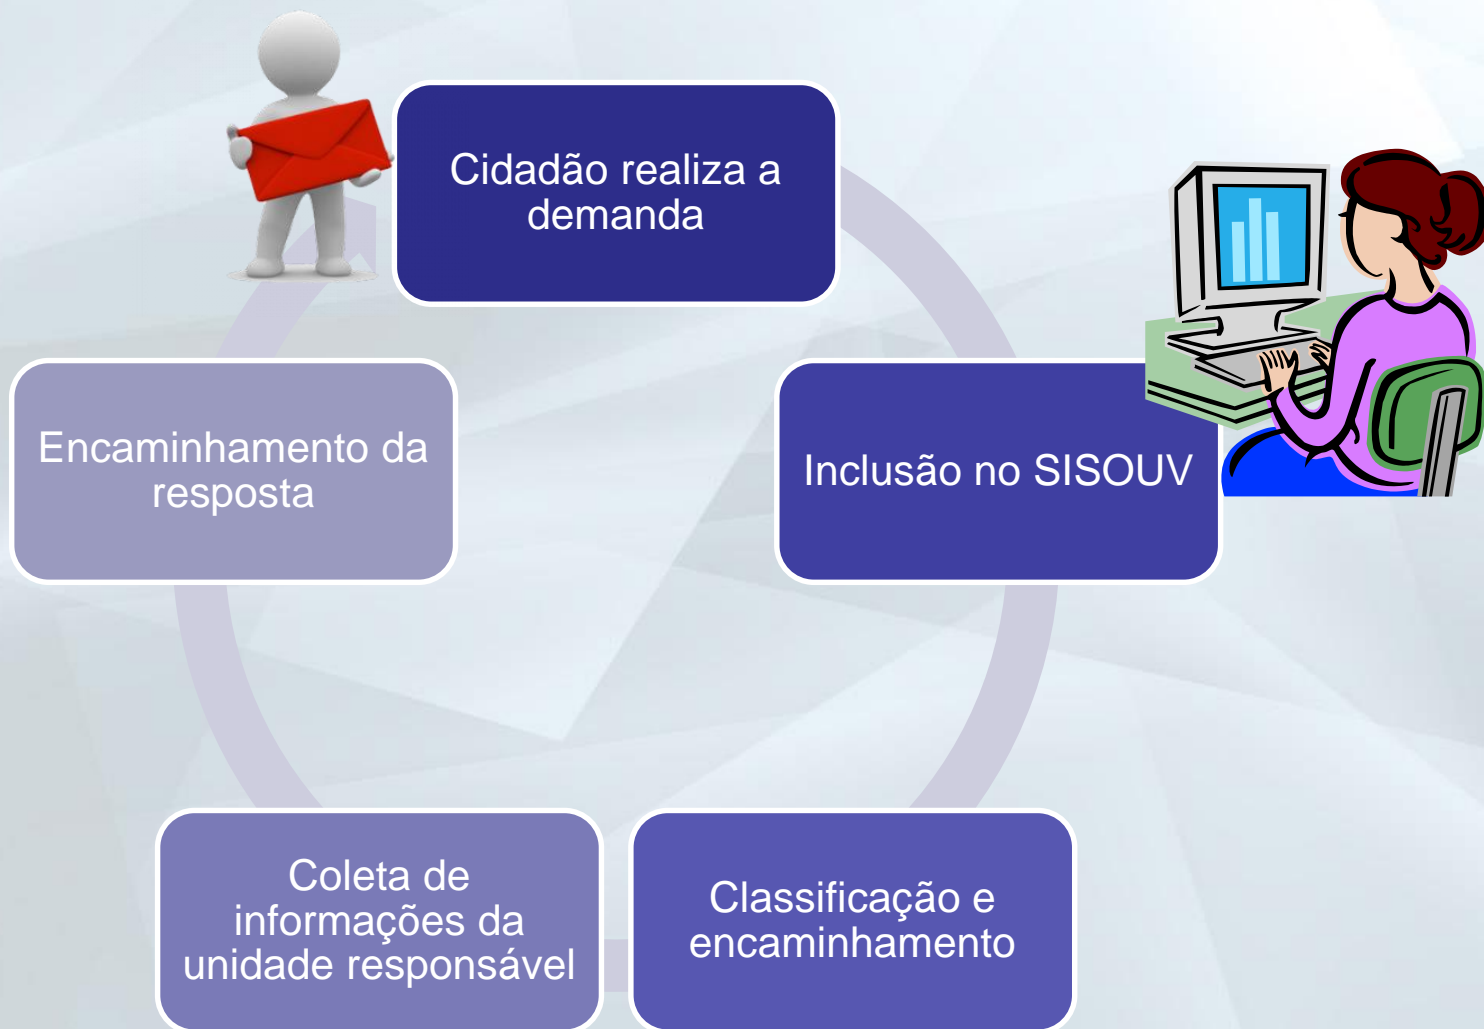 Cidadão realiza a
demanda
Inclusão no SISOUV
Classificação e
encaminhamento
Coleta de
informações da
unidade responsável
Encaminhamento da
resposta